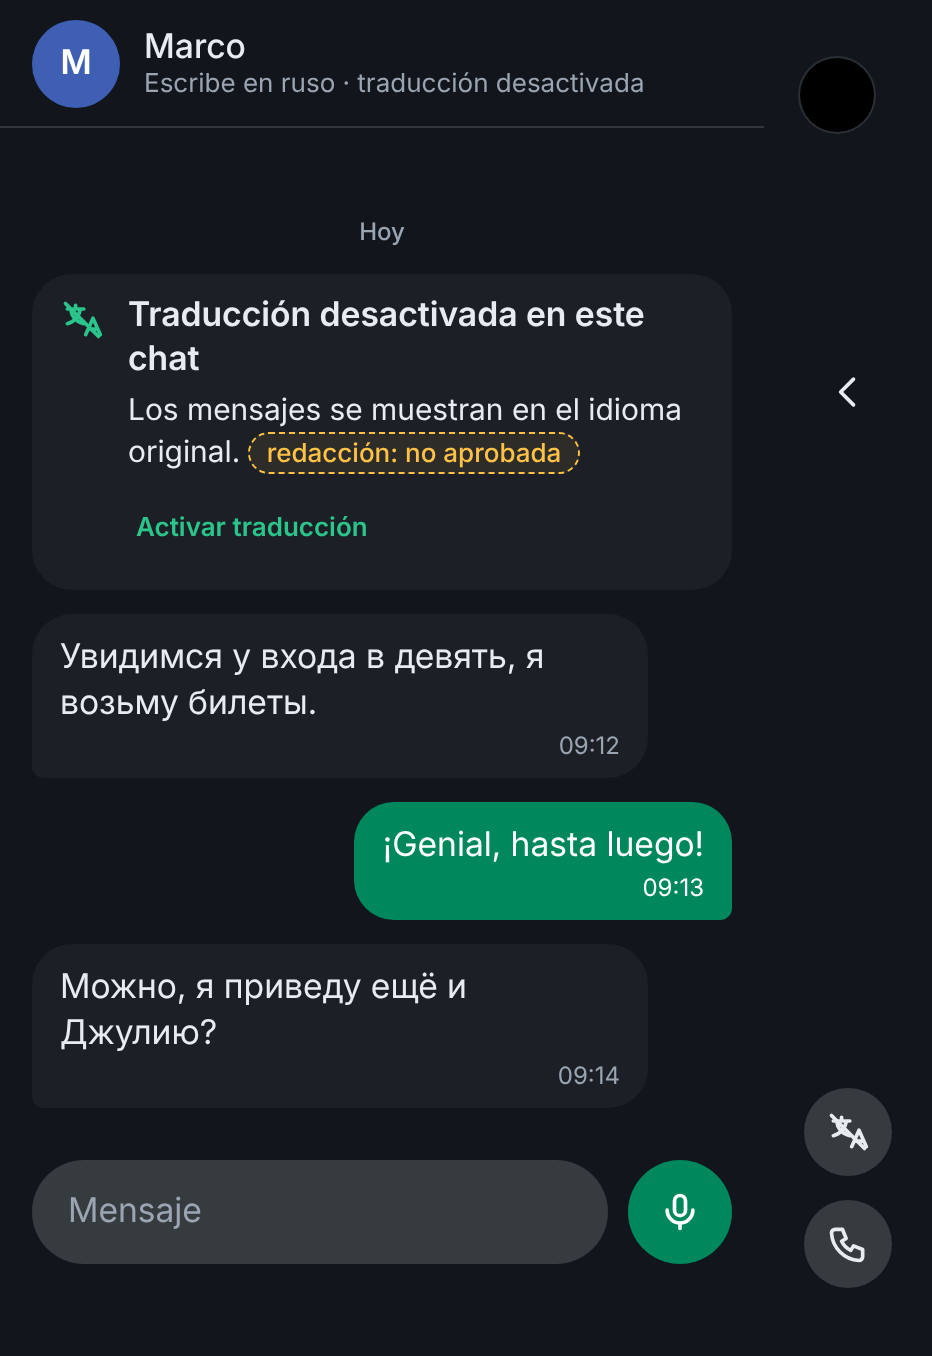 M
Marco
Escribe en ruso · traducción desactivada
Hoy
Traducción desactivada en este
chat
Los mensajes se muestran en el idioma
original. redacción: no aprobada
Activar traducción
Увидимся у входа в девять, я
возьму билеты.
09:12
¡Genial, hasta luego!
09:13
Можно, я приведу ещё и
Джулию?
09:14
Mensaje